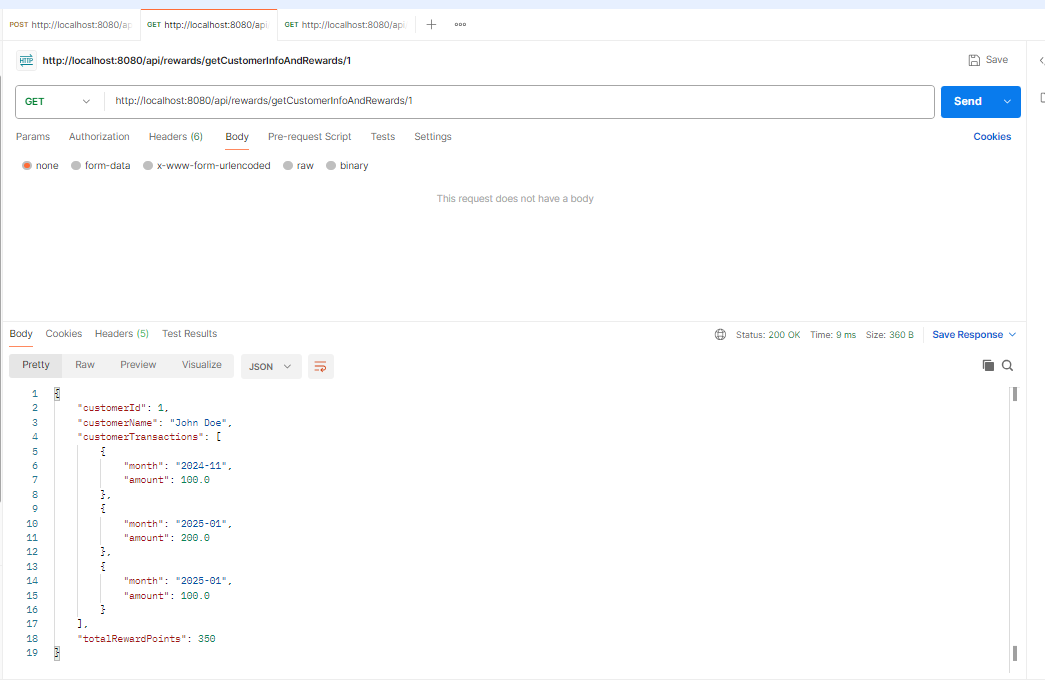 POST http://localhost:8080/ap GET http://localhost:8080/api GET http://localhost:8080/api
HTTP http://localhost:8080/api/rewards/getCustomerInfoAndRewards/1 Save
GET http://localhost:8080/api/rewards/getCustomerInfoAndRewards/1 Send
Params Authorization Headers (6) Body Pre-request Script Tests Settings Cookies
none form-data x-www-form-urlencoded raw binary
This request does not have a body
Body Cookies Headers (5) Test Results Status: 200 OK Time: 9 ms Size: 360 B Save Response
Pretty Raw Preview Visualize JSON
1 {
2 "customerId": 1,
3 "customerName": "John Doe",
4 "customerTransactions": [
5 {
6 "month": "2024-11",
7 "amount": 100.0
8 },
9 {
10 "month": "2025-01",
11 "amount": 200.0
12 },
13 {
14 "month": "2025-01",
15 "amount": 100.0
16 }
17 ],
18 "totalRewardPoints": 350
19 }